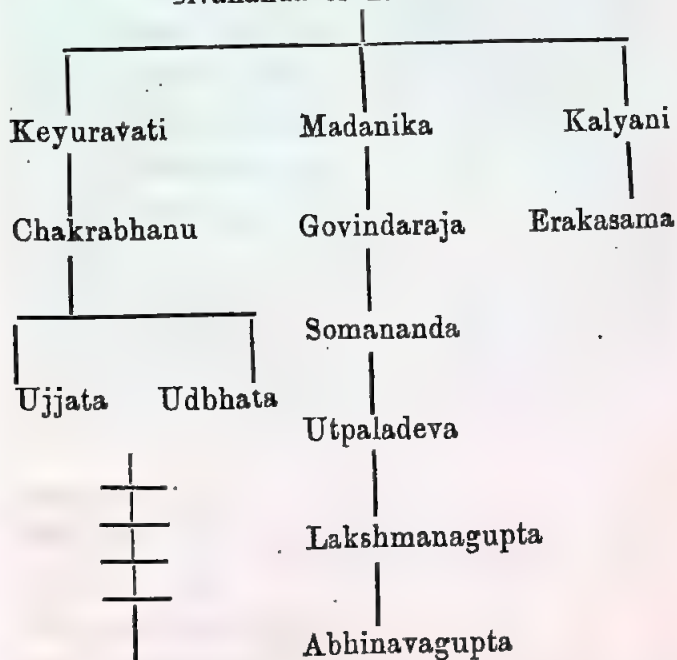 Keyuravati Madanika Kalyani
Chakrabhanu Govindaraja Erakasama
Somananda
Ujjata Udbhata
Utpaladeva
Lakshmanagupta
Abhinavagupta